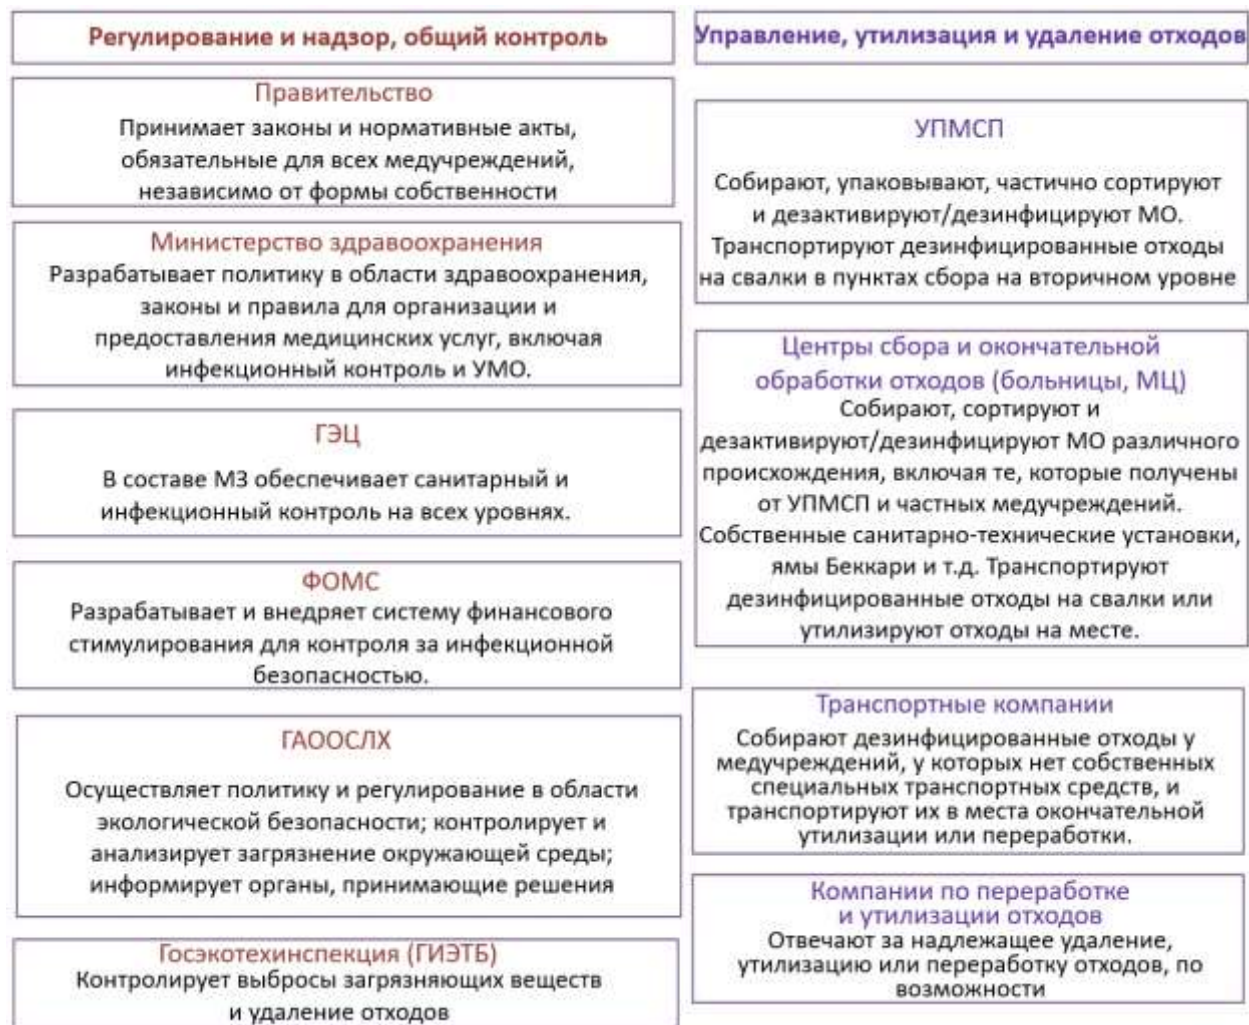 Регулирование и надзор, общий контроль
Правительство
Принимает законы и нормативные акты,
обязательные для всех медучреждений,
независимо от формы собственности
Министерство здравоохранения
Разрабатывает политику в области здравоохранения,
законы и правила для организации и
предоставления медицинских услуг, включая
инфекционный контроль и УМО.
ГЭЦ
В составе МЗ обеспечивает санитарный и
инфекционный контроль на всех уровнях.
ФОМС
Разрабатывает и внедряет систему финансового
стимулирования для контроля за инфекционной
безопасностью.
ГАООСЛХ
Осуществляет политику и регулирование в области
экологической безопасности; контролирует и
анализирует загрязнение окружающей среды;
информирует органы, принимающие решения
Госэкотехинспекция (ГИЭТБ)
Контролирует выбросы загрязняющих веществ
и удаление отходов
Управление, утилизация и удаление отходов
УПМСП
Собирают, упаковывают, частично сортируют
и дезактивируют/дезинфицируют МО.
Транспортируют дезинфицированные отходы
на свалки в пунктах сбора на вторичном уровне
Центры сбора и окончательной
обработки отходов (больницы, МЦ)
Собирают, сортируют и
дезактивируют/дезинфицируют МО различного
происхождения, включая те, которые получены
от УПМСП и частных медучреждений.
Собственные санитарно-технические установки,
ямы Беккари и т.д. Транспортируют
дезинфицированные отходы на свалки или
утилизируют отходы на месте.
Транспортные компании
Собирают дезинфицированные отходы у
медучреждений, у которых нет собственных
специальных транспортных средств, и
транспортируют их в места окончательной
утилизации или переработки.
Компании по переработке
и утилизации отходов
Отвечают за надлежащее удаление,
утилизацию или переработку отходов, по
возможности